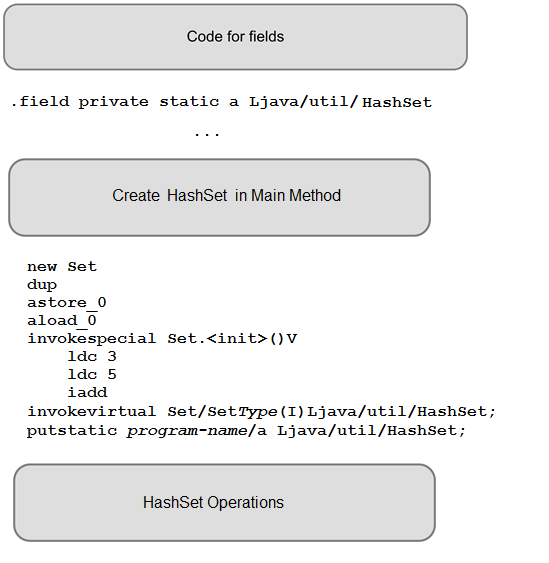 Code for fields
.field private static a Ljava/util/HashSet
...
Create HashSet in Main Method
new Set
dup
astore_0
aload_0
invokespecial Set.<init>()V
ldc 3
ldc 5
iadd
invokevirtual Set/SetType(I)Ljava/util/HashSet;
putstatic program-name/a Ljava/util/HashSet;
HashSet Operations